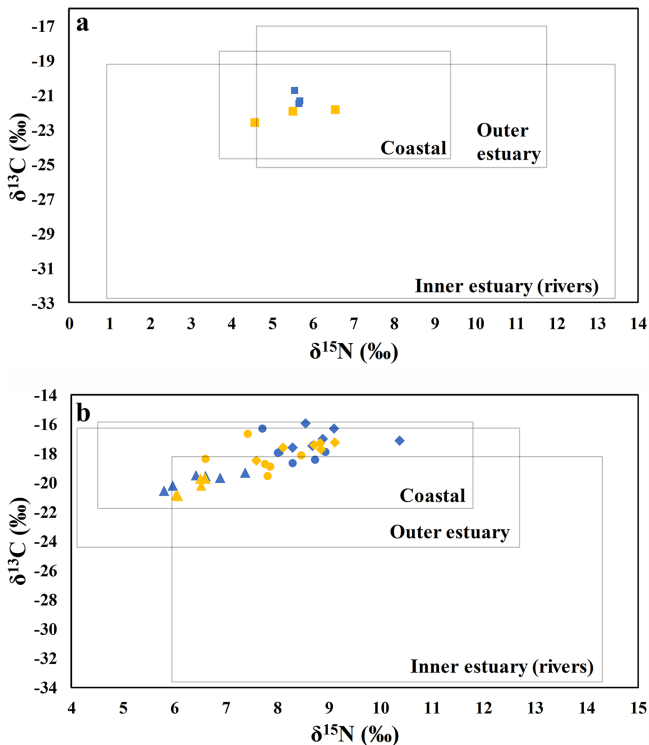 a
-17
-19
-21
-23
-25
-27
-29
-31
-33
δ13C (‰)
Coastal
Outer
estuary
Inner estuary (rivers)
0 1 2 3 4 5 6 7 8 9 10 11 12 13 14
δ15N (‰)
b
-14
-16
-18
-20
-22
-24
-26
-28
-30
-32
-34
δ13C (‰)
Coastal
Outer estuary
Inner estuary (rivers)
4 5 6 7 8 9 10 11 12 13 14 15
δ15N (‰)